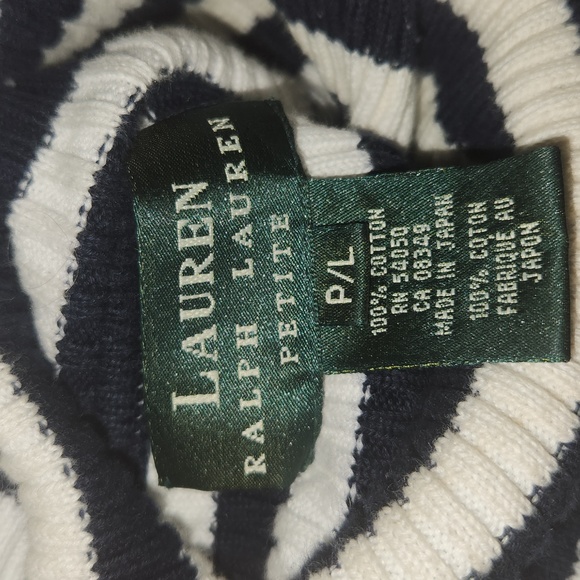 LAUREN
RALPH LAUREN
PETITE
P/L
100% COTTON
RN 54050
CA 08349
MADE IN JAPAN
100% COTON
FABRIQUE AU
JAPON